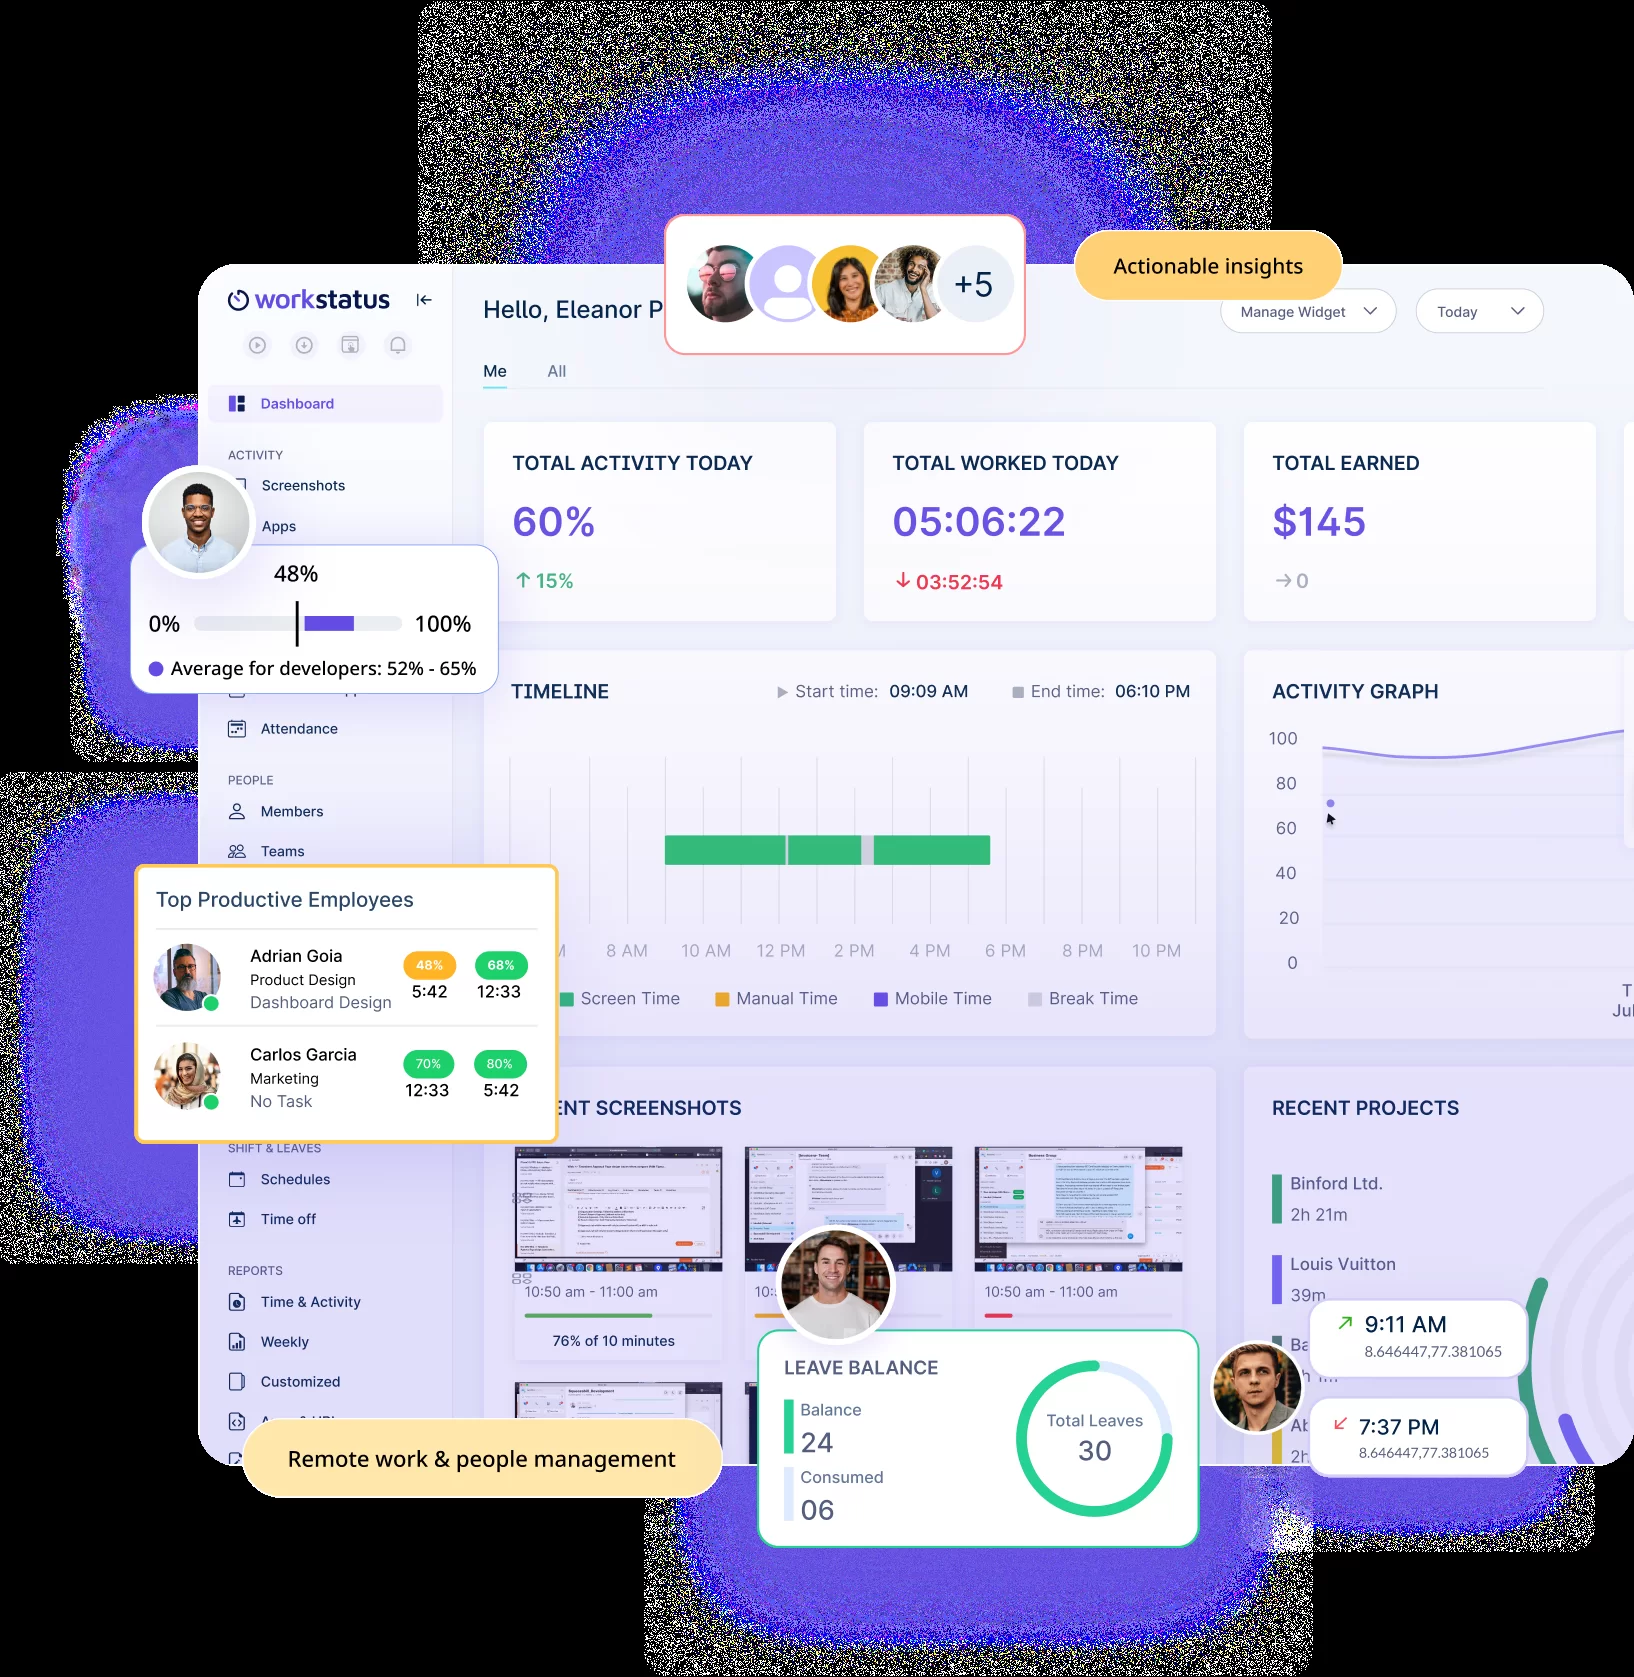 +5
Actionable insights
workstatus
Hello, Eleanor P
Manage Widget
Today
Me
All
Dashboard
ACTIVITY
Screenshots
Apps
48%
0%
100%
Average for developers: 52% - 65%
Attendance
PEOPLE
Members
Teams
TOTAL ACTIVITY TODAY
60%
15%
TOTAL WORKED TODAY
05:06:22
03:52:54
TOTAL EARNED
$145
0
TIMELINE
Start time: 09:09 AM
End time: 06:10 PM
8 AM
10 AM
12 PM
2 PM
4 PM
6 PM
8 PM
10 PM
Screen Time
Manual Time
Mobile Time
Break Time
ACTIVITY GRAPH
100
80
60
40
20
0
T
Jul
Top Productive Employees
Adrian Goia
Product Design
Dashboard Design
48%
5:42
68%
12:33
Carlos Garcia
Marketing
No Task
70%
12:33
80%
5:42
SHIFT & LEAVES
Schedules
Time off
REPORTS
Time & Activity
Weekly
Customized
Remote work & people management
ENT SCREENSHOTS
10:50 am - 11:00 am
76% of 10 minutes
10:
10:50 am - 11:00 am
LEAVE BALANCE
Balance
24
Consumed
06
Total Leaves
30
RECENT PROJECTS
Binford Ltd.
2h 21m
Louis Vuitton
39m
Ba
Ab
2h
9:11 AM
8.646447,77.381065
7:37 PM
8.646447,77.381065